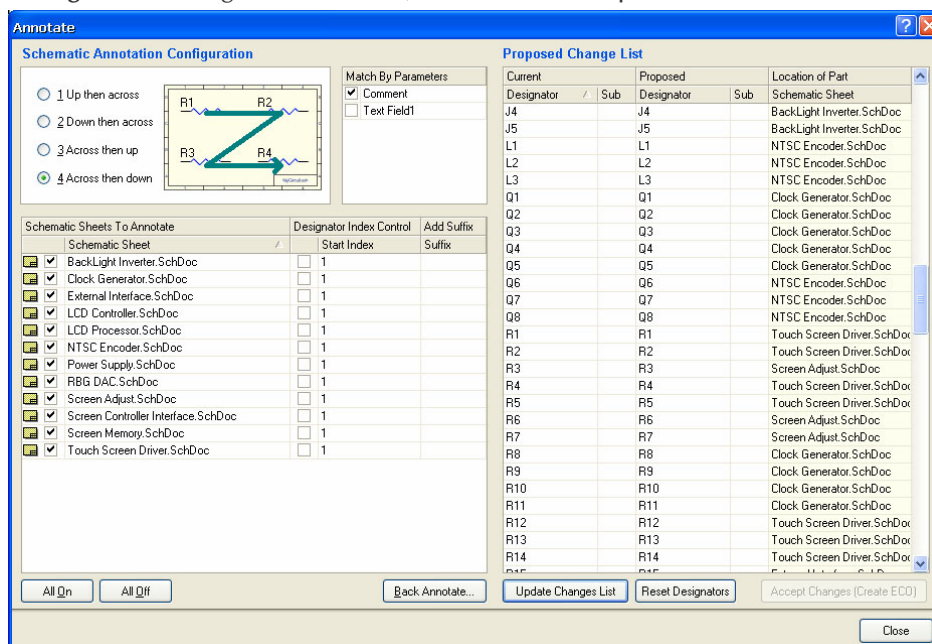 Annotate
Schematic Annotation Configuration
1 Up then across
2 Down then across
3 Across then up
4 Across then down
R1 R2
R3 R4
Match By Parameters
Comment
Text Field1
Schematic Sheets To Annotate Designator Index Control Add Suffix
Schematic Sheet Start Index Suffix
BackLight Inverter.SchDoc 1
Clock Generator.SchDoc 1
External Interface.SchDoc 1
LCD Controller.SchDoc 1
LCD Processor.SchDoc 1
NTSC Encoder.SchDoc 1
Power Supply.SchDoc 1
RBG DAC.SchDoc 1
Screen Adjust.SchDoc 1
Screen Controller Interface.SchDoc 1
Screen Memory.SchDoc 1
Touch Screen Driver.SchDoc 1
All On All Off Back Annotate...
Proposed Change List
Current Proposed Location of Part
Designator Sub Designator Sub Schematic Sheet
J4 J4 BackLight Inverter.SchDoc
J5 J5 BackLight Inverter.SchDoc
L1 L1 NTSC Encoder.SchDoc
L2 L2 NTSC Encoder.SchDoc
L3 L3 NTSC Encoder.SchDoc
Q1 Q1 Clock Generator.SchDoc
Q2 Q2 Clock Generator.SchDoc
Q3 Q3 Clock Generator.SchDoc
Q4 Q4 Clock Generator.SchDoc
Q5 Q5 Clock Generator.SchDoc
Q6 Q6 NTSC Encoder.SchDoc
Q7 Q7 NTSC Encoder.SchDoc
Q8 Q8 NTSC Encoder.SchDoc
R1 R1 Touch Screen Driver.SchDoc
R2 R2 Touch Screen Driver.SchDoc
R3 R3 Screen Adjust.SchDoc
R4 R4 Touch Screen Driver.SchDoc
R5 R5 Touch Screen Driver.SchDoc
R6 R6 Screen Adjust.SchDoc
R7 R7 Screen Adjust.SchDoc
R8 R8 Clock Generator.SchDoc
R9 R9 Clock Generator.SchDoc
R10 R10 Clock Generator.SchDoc
R11 R11 Clock Generator.SchDoc
R12 R12 Touch Screen Driver.SchDoc
R13 R13 Touch Screen Driver.SchDoc
R14 R14 Touch Screen Driver.SchDoc
Update Changes List Reset Designators Accept Changes (Create ECO)
Close